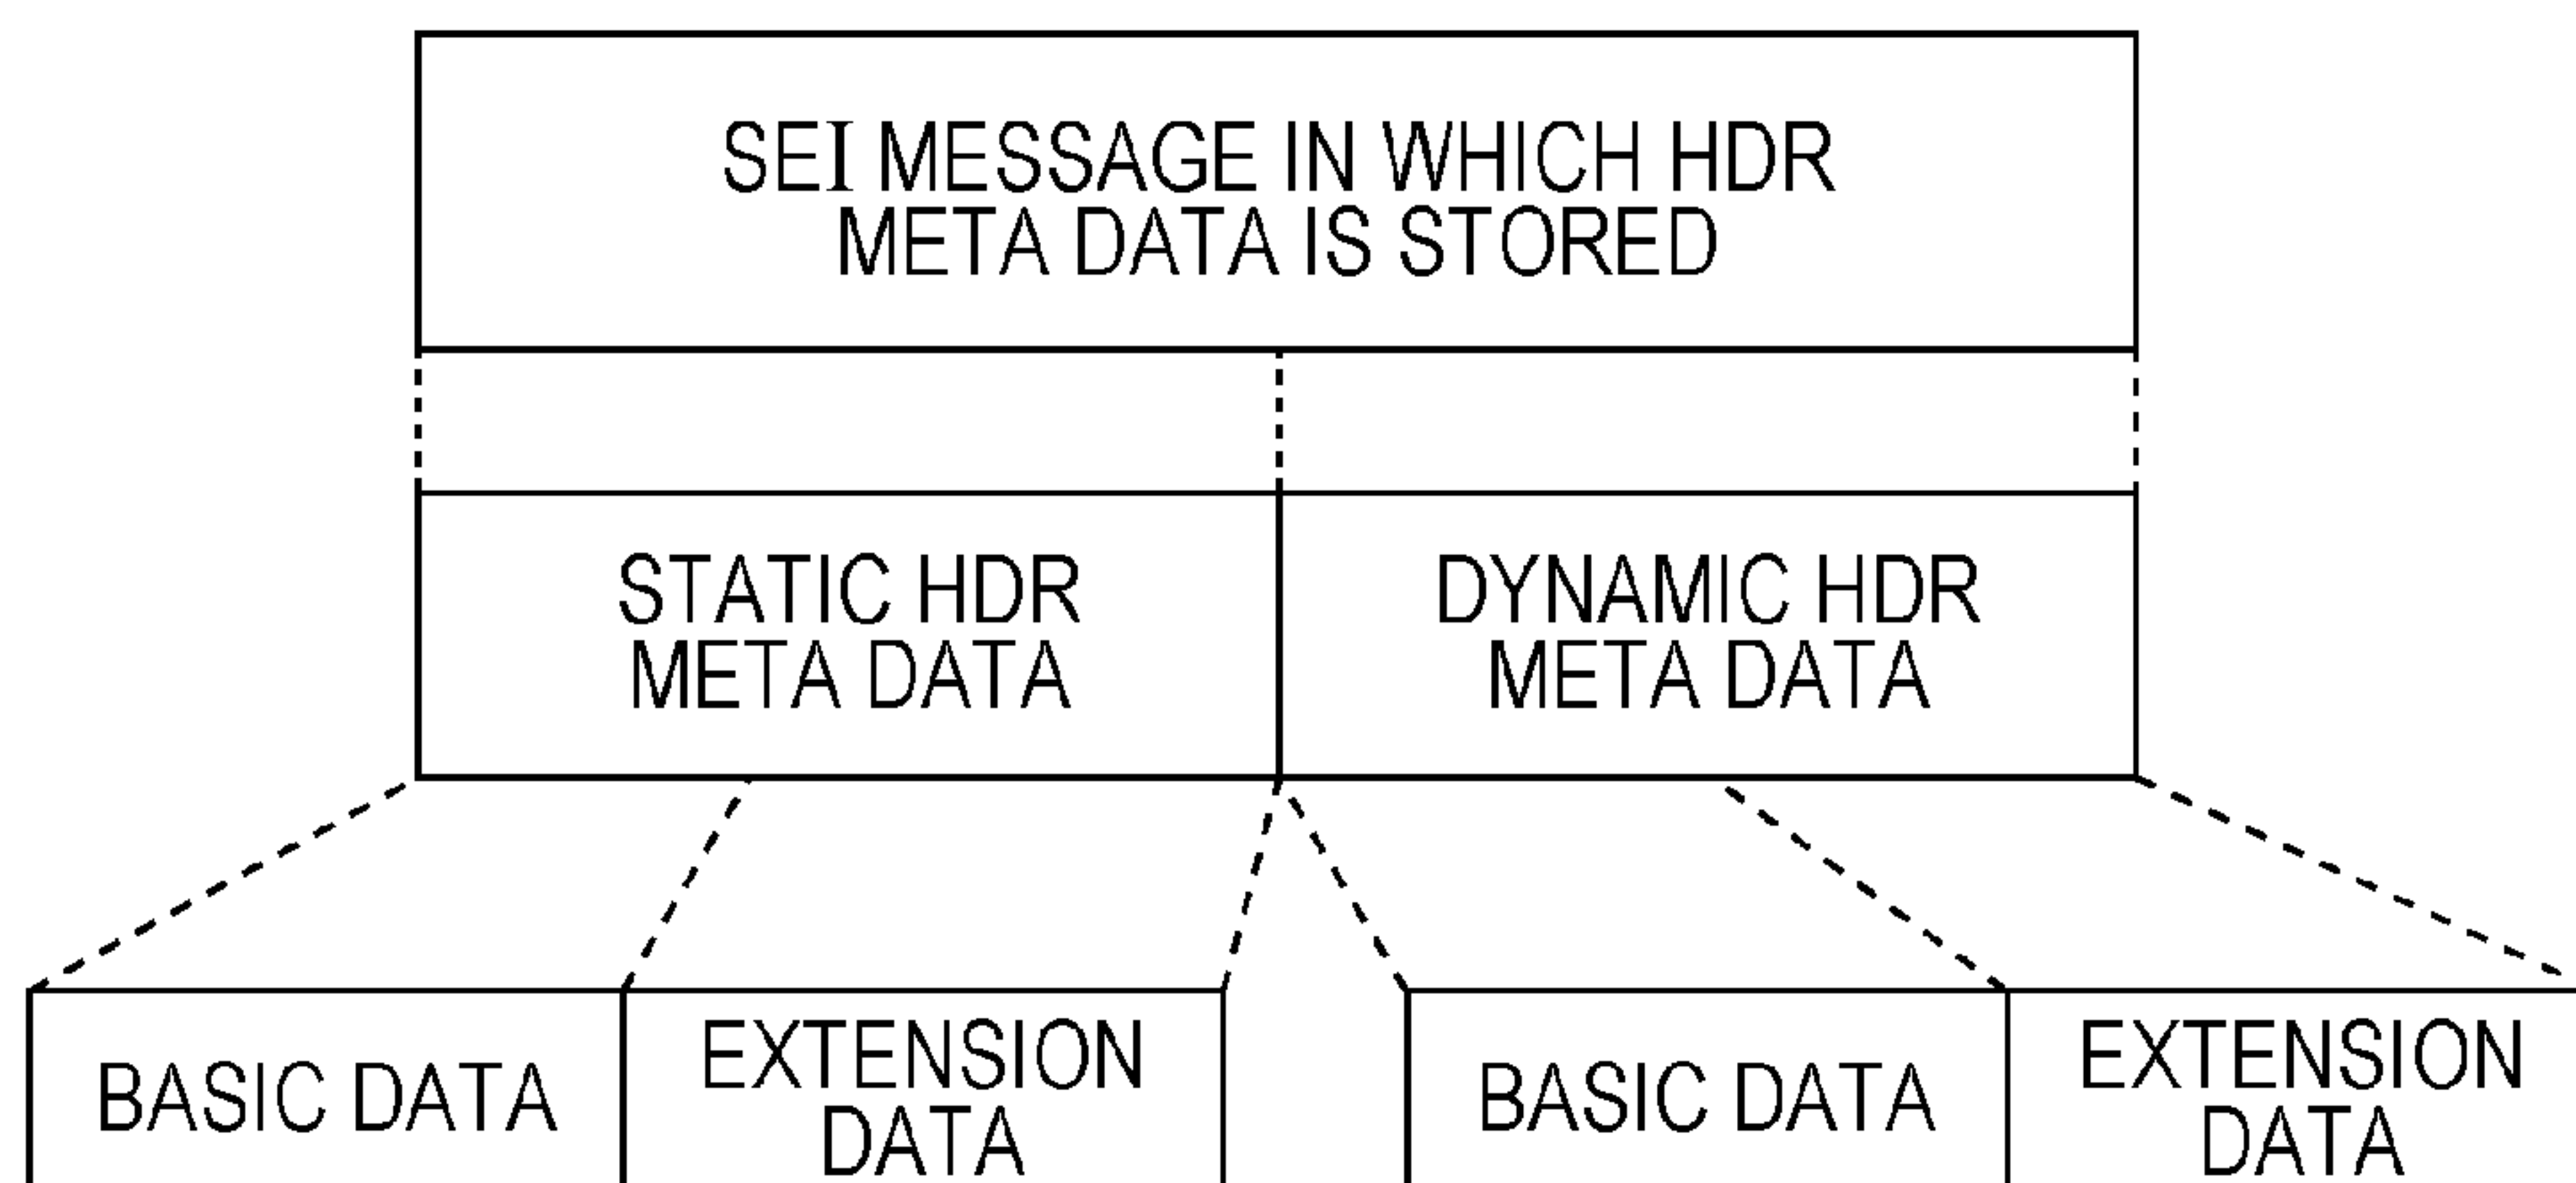 SEI MESSAGE IN WHICH HDR
META DATA IS STORED
STATIC HDR
META DATA
DYNAMIC HDR
META DATA
BASIC DATA
EXTENSION
DATA
BASIC DATA
EXTENSION
DATA